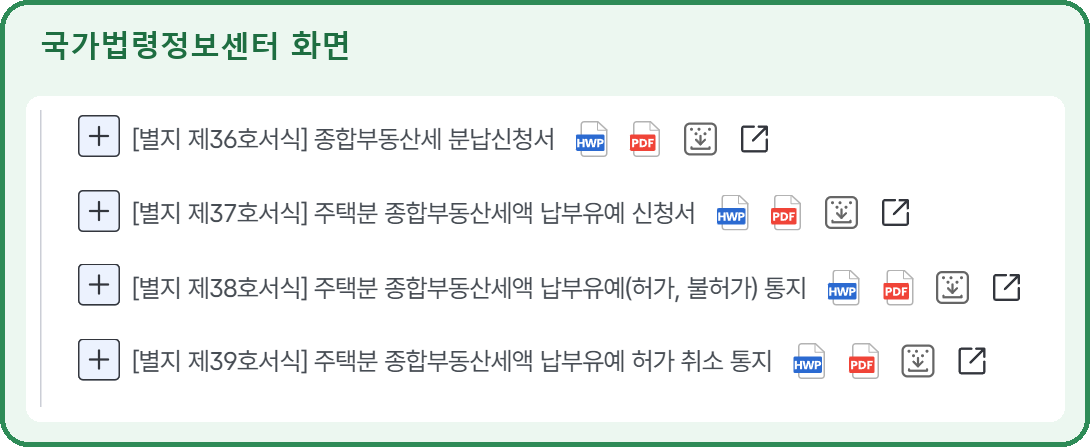 국가법령정보센터 화면
[별지 제36호서식] 종합부동산세 분납신청서 HWP PDF
[별지 제37호서식] 주택분 종합부동산세액 납부유예 신청서 HWP PDF
[별지 제38호서식] 주택분 종합부동산세액 납부유예(허가, 불허가) 통지 HWP PDF
[별지 제39호서식] 주택분 종합부동산세액 납부유예 허가 취소 통지 HWP PDF